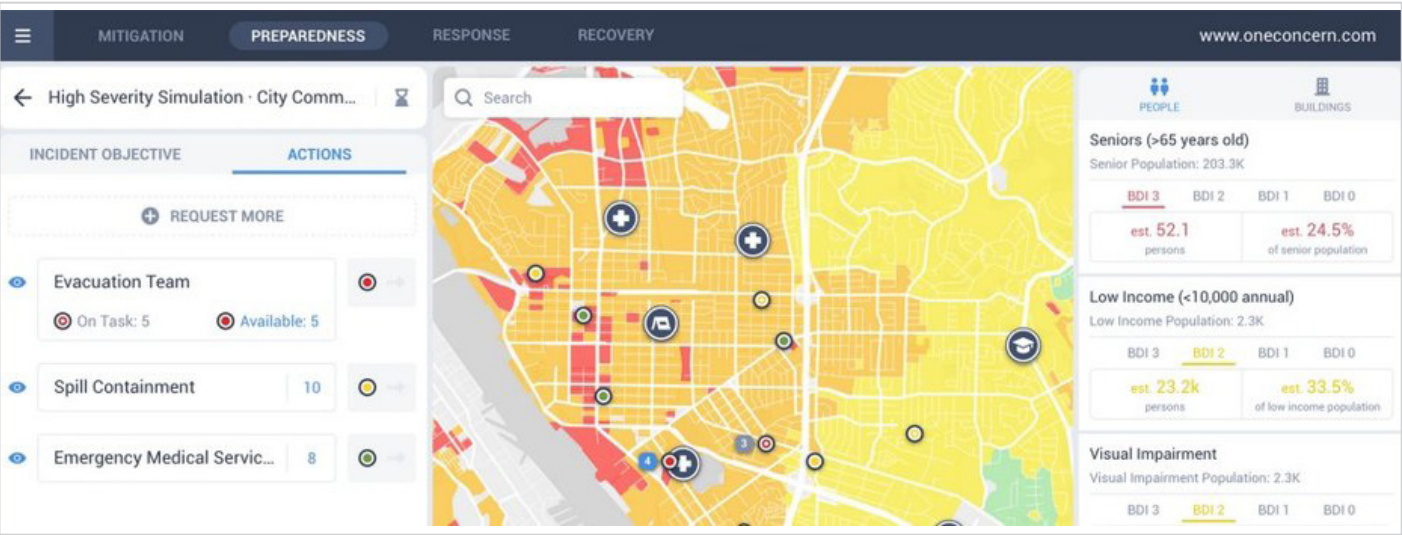 MITIGATION PREPAREDNESS RESPONSE RECOVERY www.oneconcern.com
High Severity Simulation · City Comm...
INCIDENT OBJECTIVE ACTIONS
REQUEST MORE
Evacuation Team
On Task: 5 Available: 5
Spill Containment 10
Emergency Medical Servic... 8
Search
3
4
PEOPLE BUILDINGS
Seniors (>65 years old)
Senior Population: 203.3K
BDI 3 BDI 2 BDI 1 BDI 0
est. 52.1 est. 24.5%
persons of senior population
Low Income (<10,000 annual)
Low Income Population: 2.3K
BDI 3 BDI 2 BDI 1 BDI 0
est. 23.2k est. 33.5%
persons of low income population
Visual Impairment
Visual Impairment Population: 2.3K
BDI 3 BDI 2 BDI 1 BDI 0